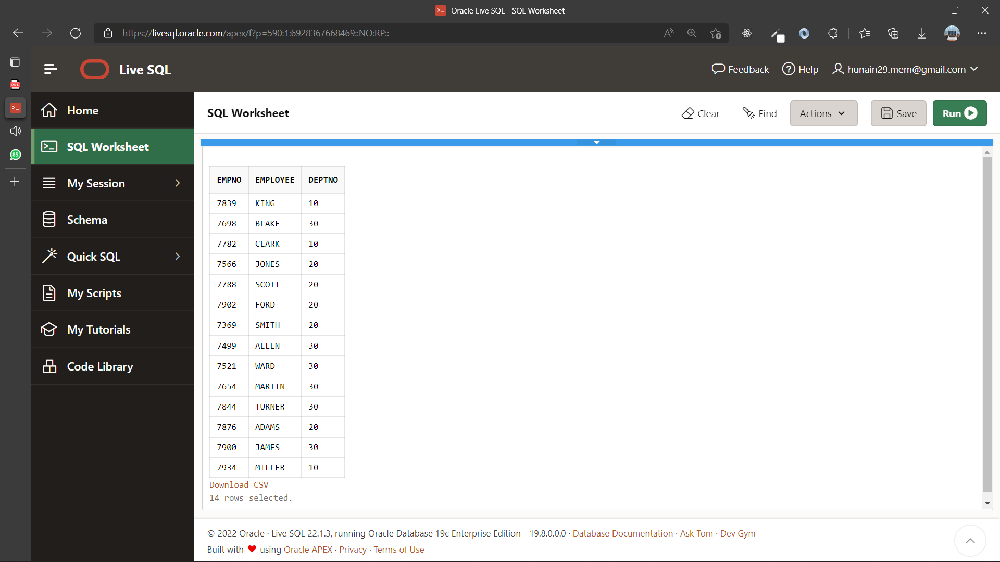 Oracle Live SQL - SQL Worksheet
https://livesql.oracle.com/apex/f?p=590:1:6928367668469::NO:RP::
PDF
85
Live SQL
Feedback
Help
hunain29.mem@gmail.com
Home
SQL Worksheet
My Session
Schema
Quick SQL
My Scripts
My Tutorials
Code Library
SQL Worksheet
Clear
Find
Actions
Save
Run
EMPNO EMPLOYEE DEPTNO
7839 KING 10
7698 BLAKE 30
7782 CLARK 10
7566 JONES 20
7788 SCOTT 20
7902 FORD 20
7369 SMITH 20
7499 ALLEN 30
7521 WARD 30
7654 MARTIN 30
7844 TURNER 30
7876 ADAMS 20
7900 JAMES 30
7934 MILLER 10
Download CSV
14 rows selected.
© 2022 Oracle · Live SQL 22.1.3, running Oracle Database 19c Enterprise Edition - 19.8.0.0.0 · Database Documentation · Ask Tom · Dev Gym
Built with ❤ using Oracle APEX · Privacy · Terms of Use